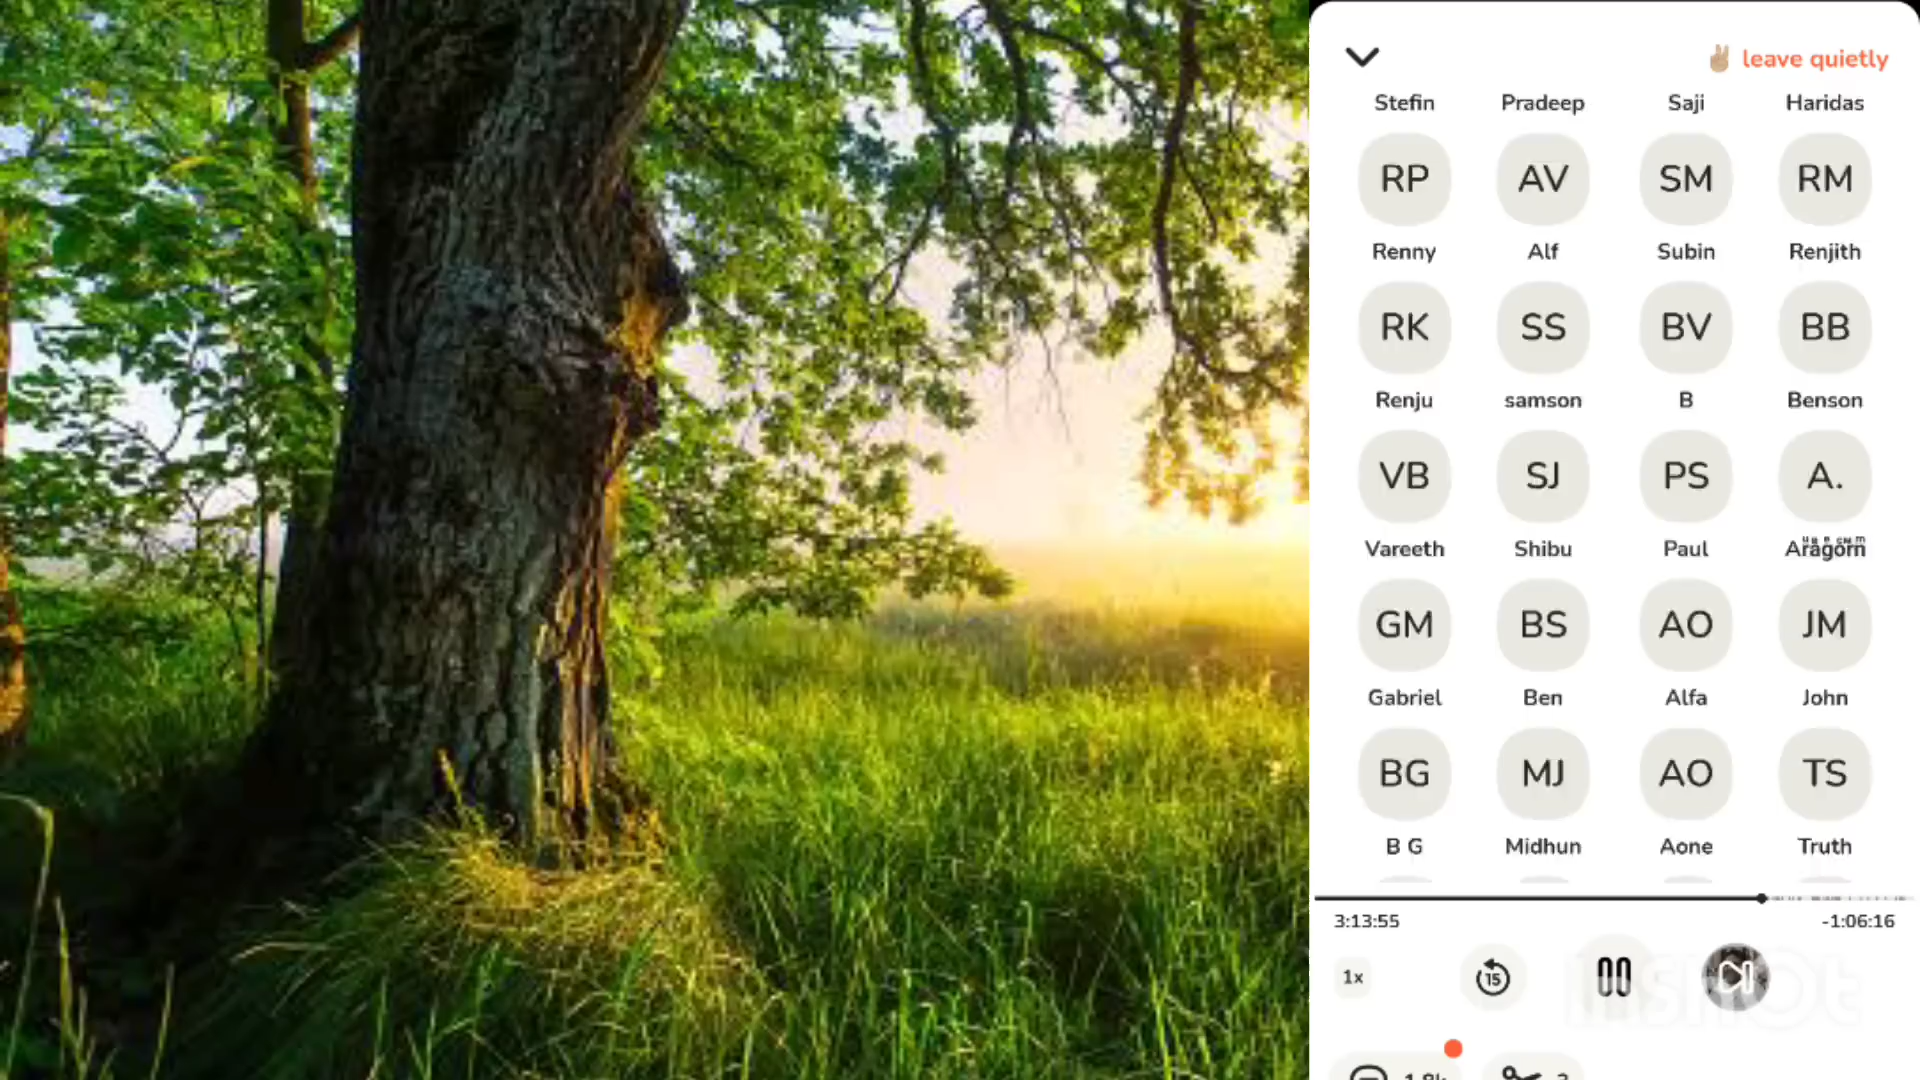 ✌🏼 leave quietly
Stefin Pradeep Saji Haridas
RP AV SM RM
Renny Alf Subin Renjith
RK SS BV BB
Renju samson B Benson
VB SJ PS A.
Vareeth Shibu Paul Aragorn
GM BS AO JM
Gabriel Ben Alfa John
BG MJ AO TS
B G Midhun Aone Truth
3:13:55 -1:06:16
1x 15
InShOt